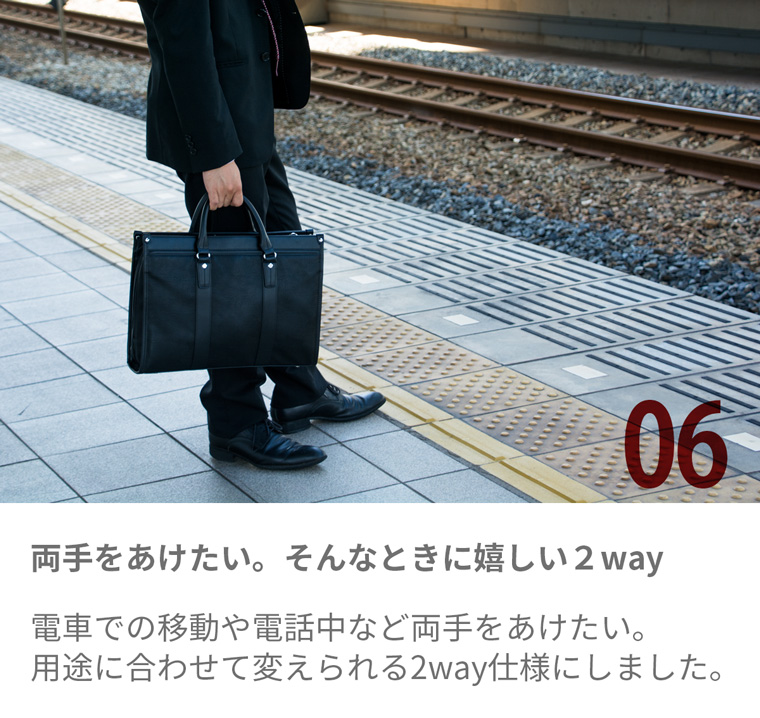 06
両手をあけたい。そんなときに嬉しい２way
電車での移動や電話中など両手をあけたい。
用途に合わせて変えられる2way仕様にしました。